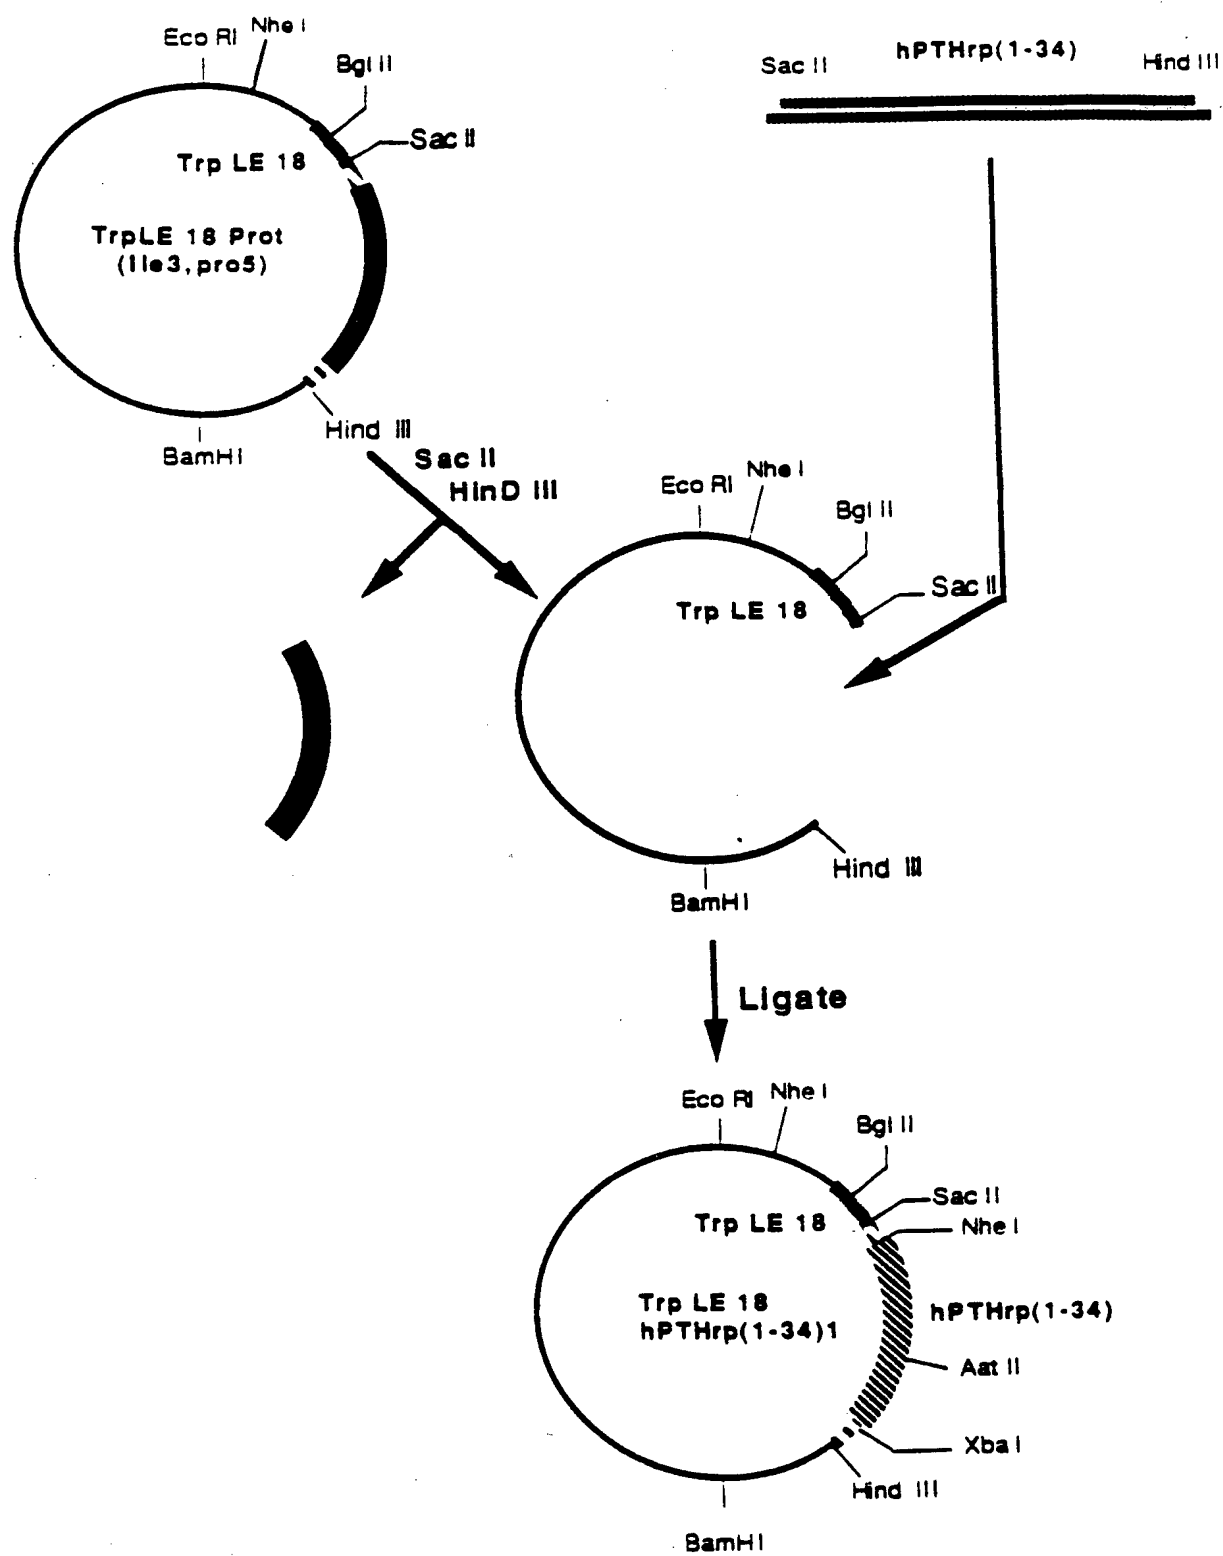 Eco RI
Nhe I
Bgl II
Sac II
Trp LE 18
TrpLE 18 Prot
(Ile3,pro5)
Hind III
BamHI
Sac II
hPTHrp(1-34)
Hind III
Sac II
HinD III
Eco RI
Nhe I
Bgl II
Sac II
Trp LE 18
Hind III
BamHI
Ligate
Eco RI
Nhe I
Bgl II
Sac II
Nhe I
Trp LE 18
Trp LE 18
hPTHrp(1-34)1
hPTHrp(1-34)
Aat II
Xba I
Hind III
BamHI